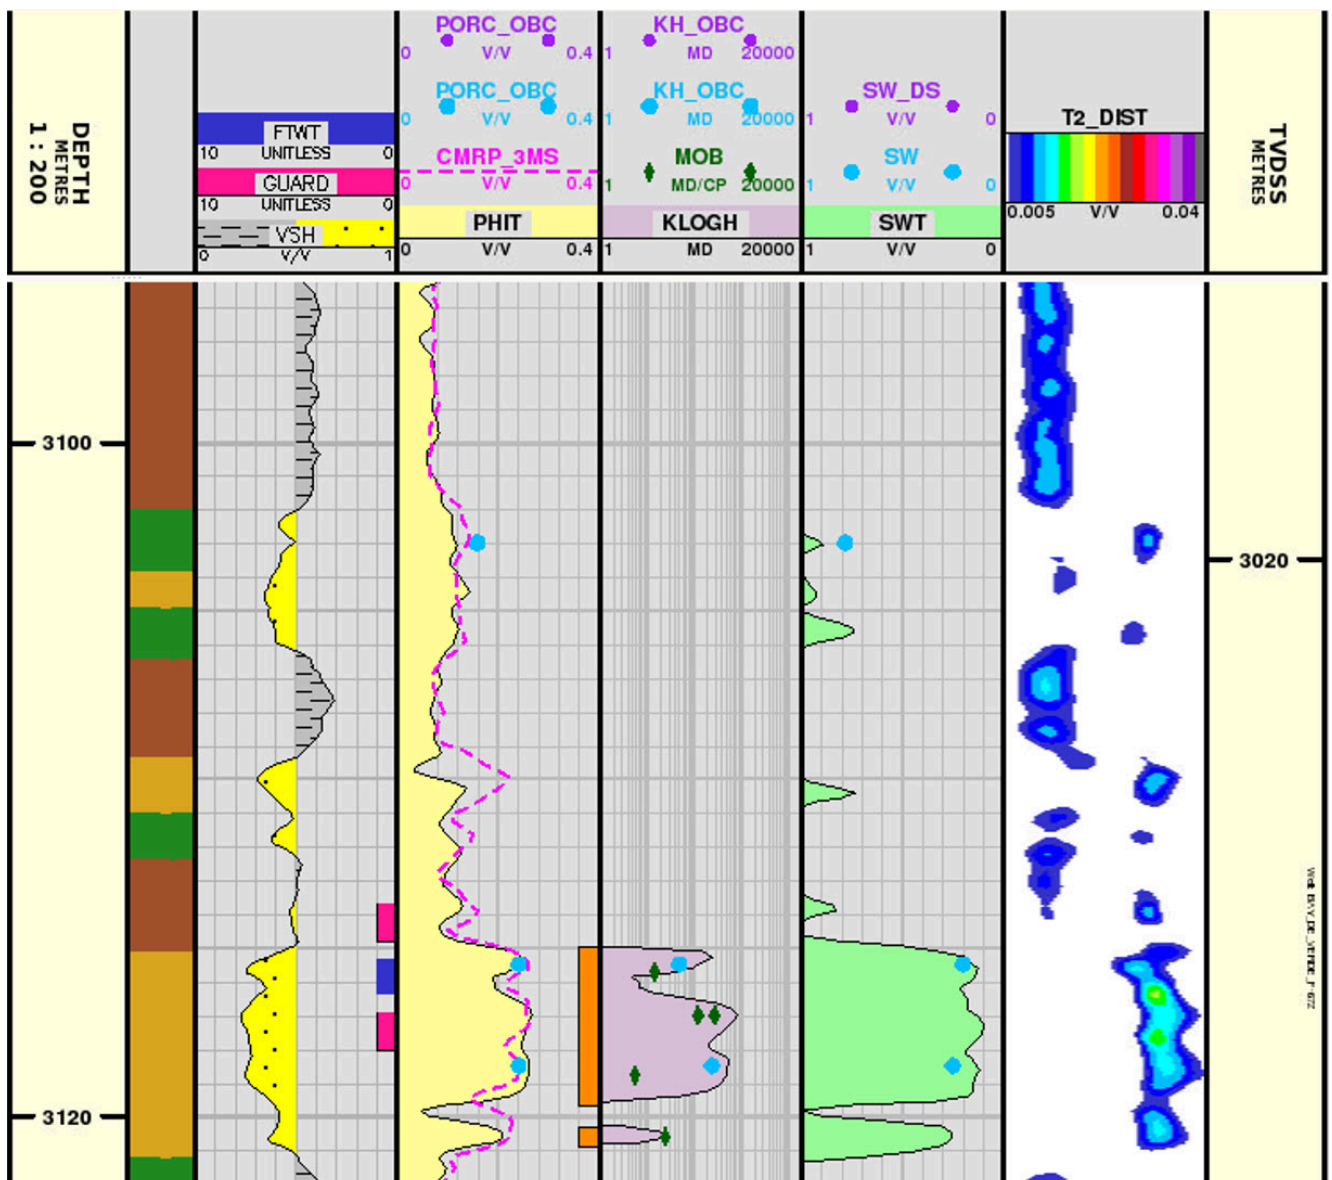 DEPTH
METRES
1 : 200
FTWT
10 UNITLESS 0
GUARD
10 UNITLESS 0
VSH
0 V/V 1
PORC_OBC
0 V/V 0.4
PORC_OBC
0 V/V 0.4
CMRP_3MS
0 V/V 0.4
PHIT
0 V/V 0.4
KH_OBC
1 MD 20000
KH_OBC
1 MD 20000
MOB
1 MD/CP 20000
KLOGH
1 MD 20000
SW_DS
1 V/V 0
SW
1 V/V 0
SWT
1 V/V 0
T2_DIST
0.005 V/V 0.04
TVDSS
METRES
3100
3020
3120